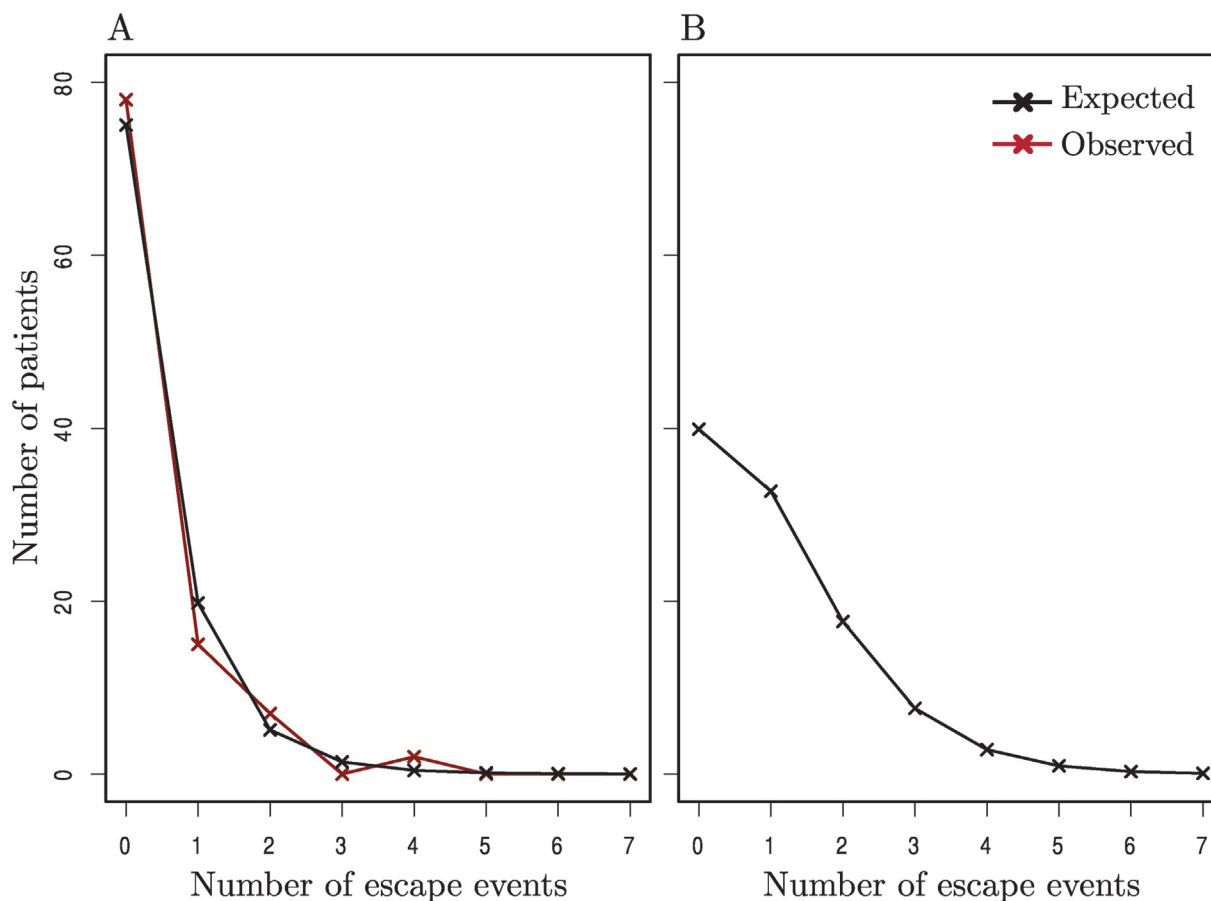 A
B
Expected
Observed
Number of patients
80
60
40
20
0
0 1 2 3 4 5 6 7
0 1 2 3 4 5 6 7
Number of escape events
Number of escape events